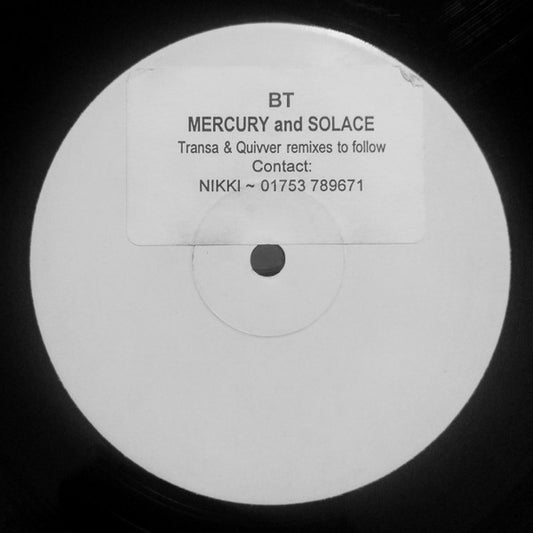 BT
MERCURY and SOLACE
Transa & Quivver remixes to follow
Contact:
NIKKI ~ 01753 789671